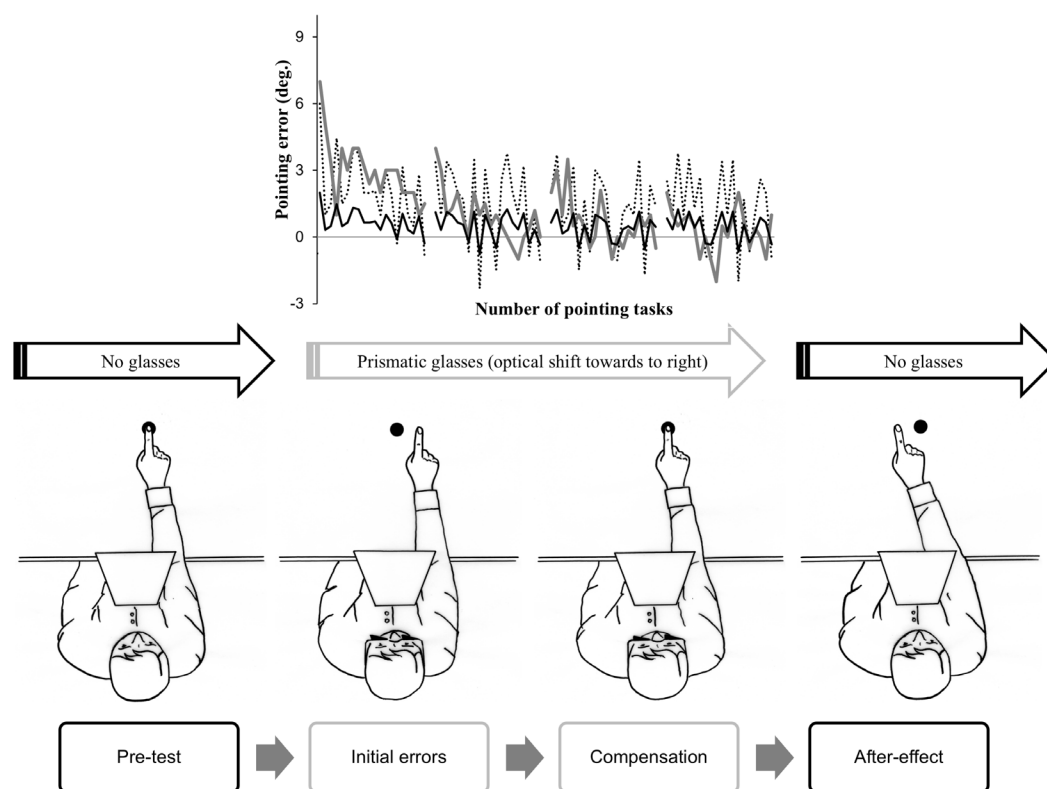 9
6
3
0
-3
Pointing error (deg.)
Number of pointing tasks
No glasses
Prismatic glasses (optical shift towards to right)
No glasses
Pre-test
Initial errors
Compensation
After-effect